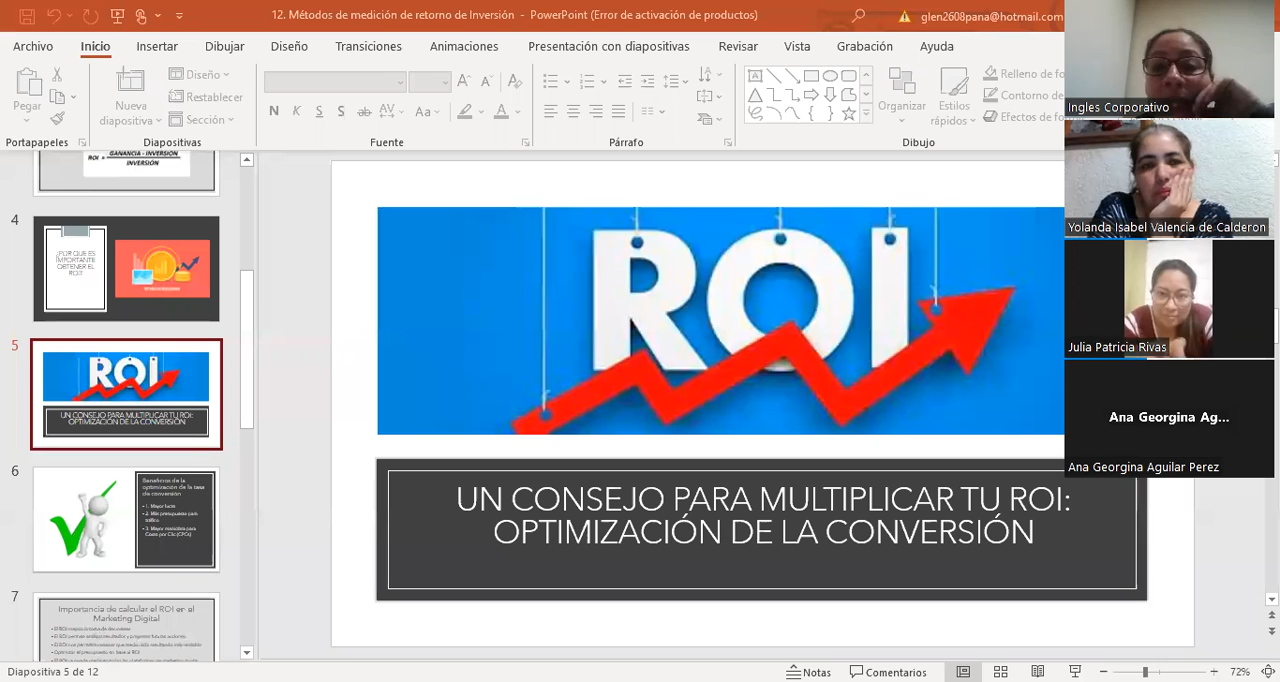 12. Métodos de medición de retorno de Inversión - PowerPoint (Error de activación de productos)
glen2608pana@hotmail.com
Archivo Inicio Insertar Dibujar Diseño Transiciones Animaciones Presentación con diapositivas Revisar Vista Grabación Ayuda
Pegar
Nueva diapositiva
Diseño
Restablecer
Sección
Organizar
Estilos rápidos
Relleno de fo
Contorno de
Efectos de fo
Portapapeles Diapositivas Fuente Párrafo Dibujo
Ingles Corporativo
Yolanda Isabel Valencia de Calderon
Julia Patricia Rivas
Ana Georgina Ag...
Ana Georgina Aguilar Perez
ROI = GANANCIA - INVERSIÓN
INVERSIÓN
4
¿POR QUÉ ES
IMPORTANTE
OBTENER EL
ROI?
5
ROI
UN CONSEJO PARA MULTIPLICAR TU ROI:
OPTIMIZACIÓN DE LA CONVERSIÓN
6
Beneficios de la
optimización de la tasa
de conversión
1. Mayor lucro
2. Más presupuesto para
tráfico
3. Mayor
Costo por Clic (CPCs)
7
Importancia de calcular el ROI en el
Marketing Digital
ROI
UN CONSEJO PARA MULTIPLICAR TU ROI:
OPTIMIZACIÓN DE LA CONVERSIÓN
Diapositiva 5 de 12
Notas
Comentarios
72%